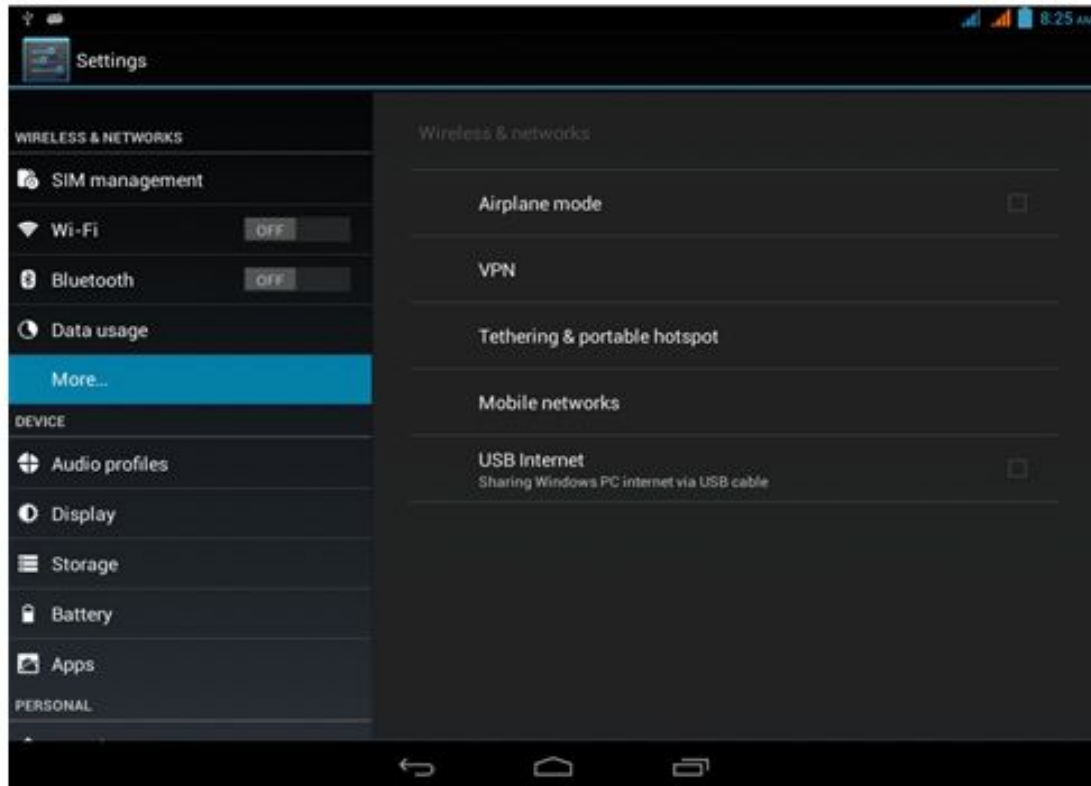 8:25 AM
Settings
WIRELESS & NETWORKS
SIM management
Wi-Fi
OFF
Bluetooth
OFF
Data usage
More...
DEVICE
Audio profiles
Display
Storage
Battery
Apps
PERSONAL
Wireless & networks
Airplane mode
VPN
Tethering & portable hotspot
Mobile networks
USB Internet
Sharing Windows PC internet via USB cable